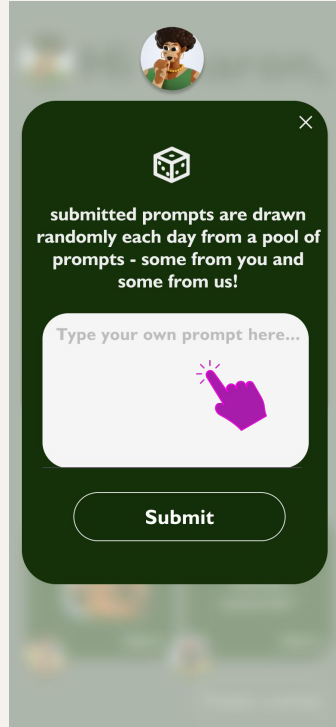 submitted prompts are drawn
randomly each day from a pool of
prompts - some from you and
some from us!
Type your own prompt here...
Submit